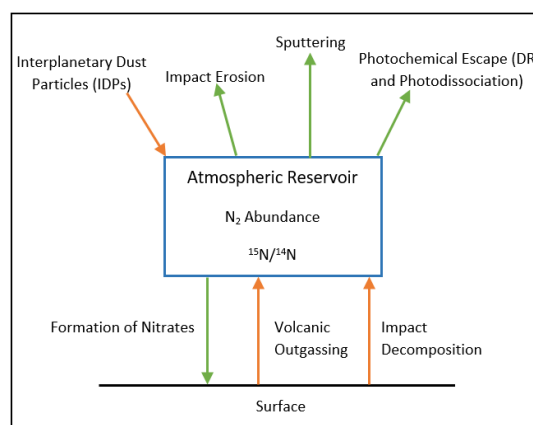 Sputtering
Interplanetary Dust
Particles (IDPs)
Impact Erosion
Photochemical Escape (DR
and Photodissociation)
Atmospheric Reservoir
N₂ Abundance
¹⁵N/¹⁴N
Formation of Nitrates
Volcanic
Outgassing
Impact
Decomposition
Surface